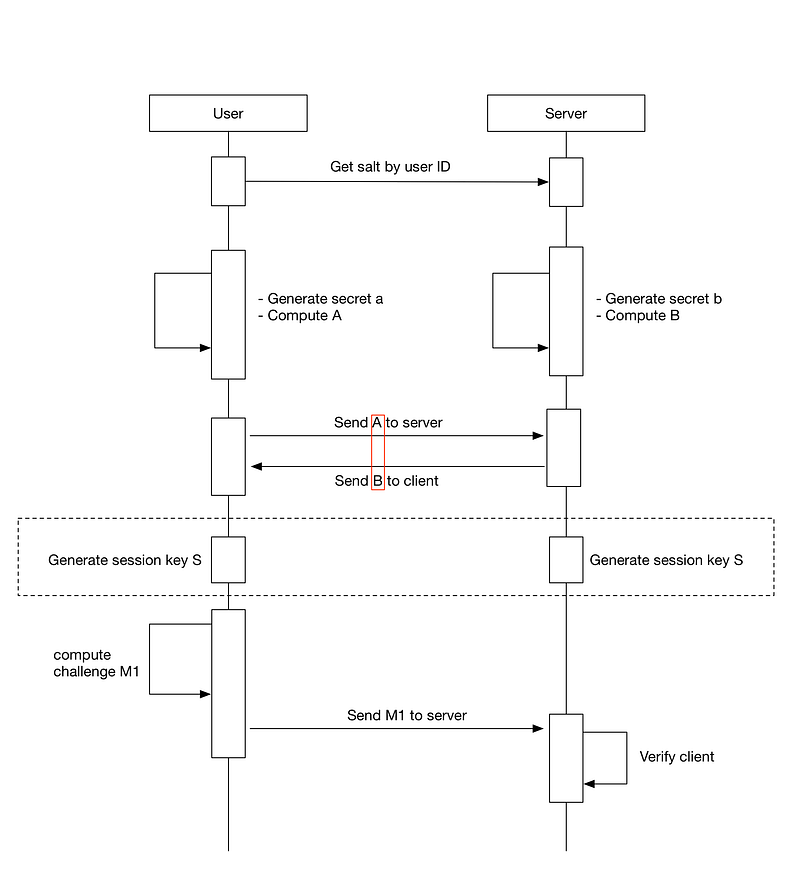 User
Server
Get salt by user ID
- Generate secret a
- Compute A
- Generate secret b
- Compute B
Send A to server
Send B to client
Generate session key S
Generate session key S
compute
challenge M1
Send M1 to server
Verify client